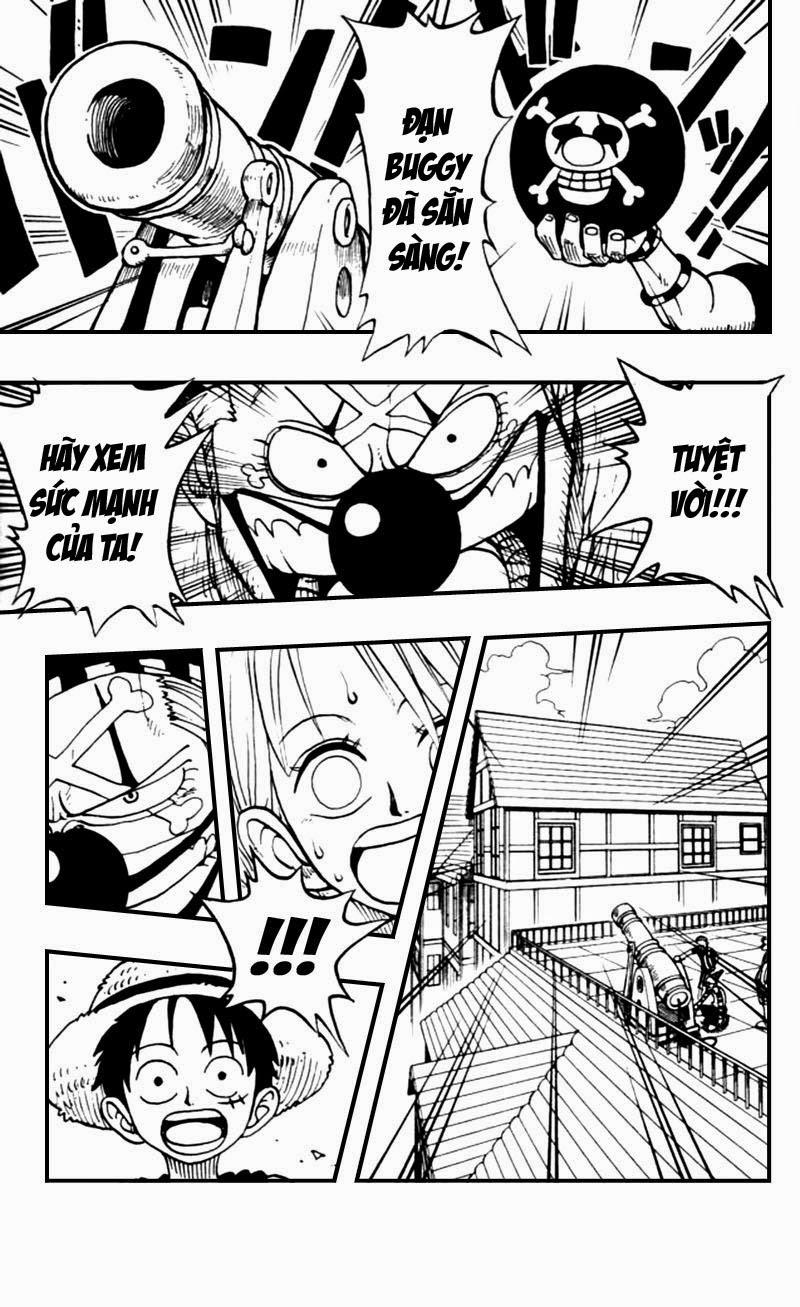 ĐẠN
BUGGY
ĐÃ SẴN
SÀNG!
TUYỆT
VỜI!!!
HÃY XEM
SỨC MẠNH
CỦA TA!
!!!